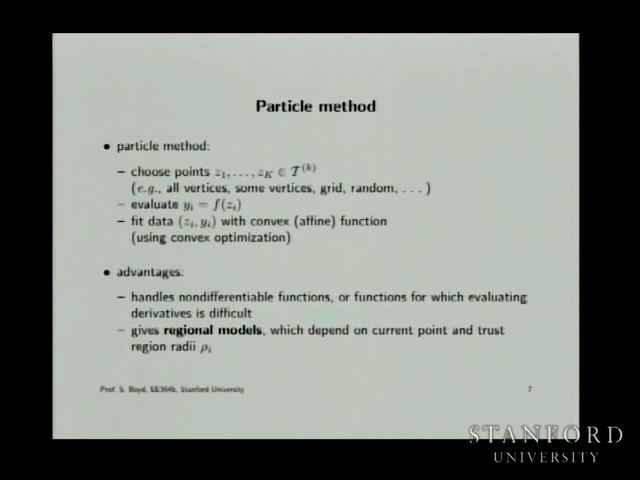 Particle method
• particle method:
– choose points z₁, . . . , z_K ∈ 𝒯^(k)
(e.g., all vertices, some vertices, grid, random, . . . )
– evaluate yᵢ = f(zᵢ)
– fit data (zᵢ, yᵢ) with convex (affine) function
(using convex optimization)
• advantages:
– handles nondifferentiable functions, or functions for which evaluating
derivatives is difficult
– gives regional models, which depend on current point and trust
region radii ρᵢ
Prof. S. Boyd, EE364b, Stanford University 7
STANFORD
UNIVERSITY